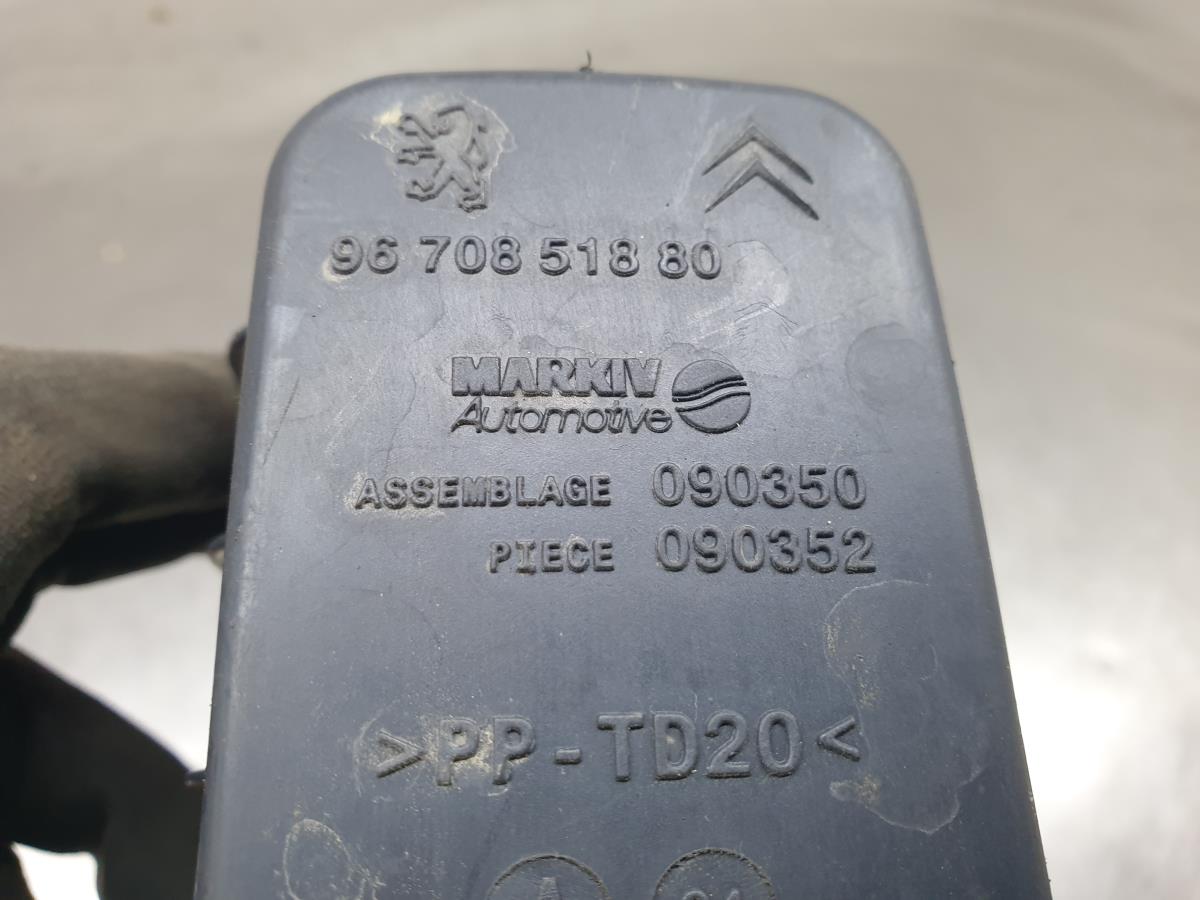 96 708 518 80
MARKIV
Automotive
ASSEMBLAGE 090350
PIECE 090352
>PP-TD20<
A